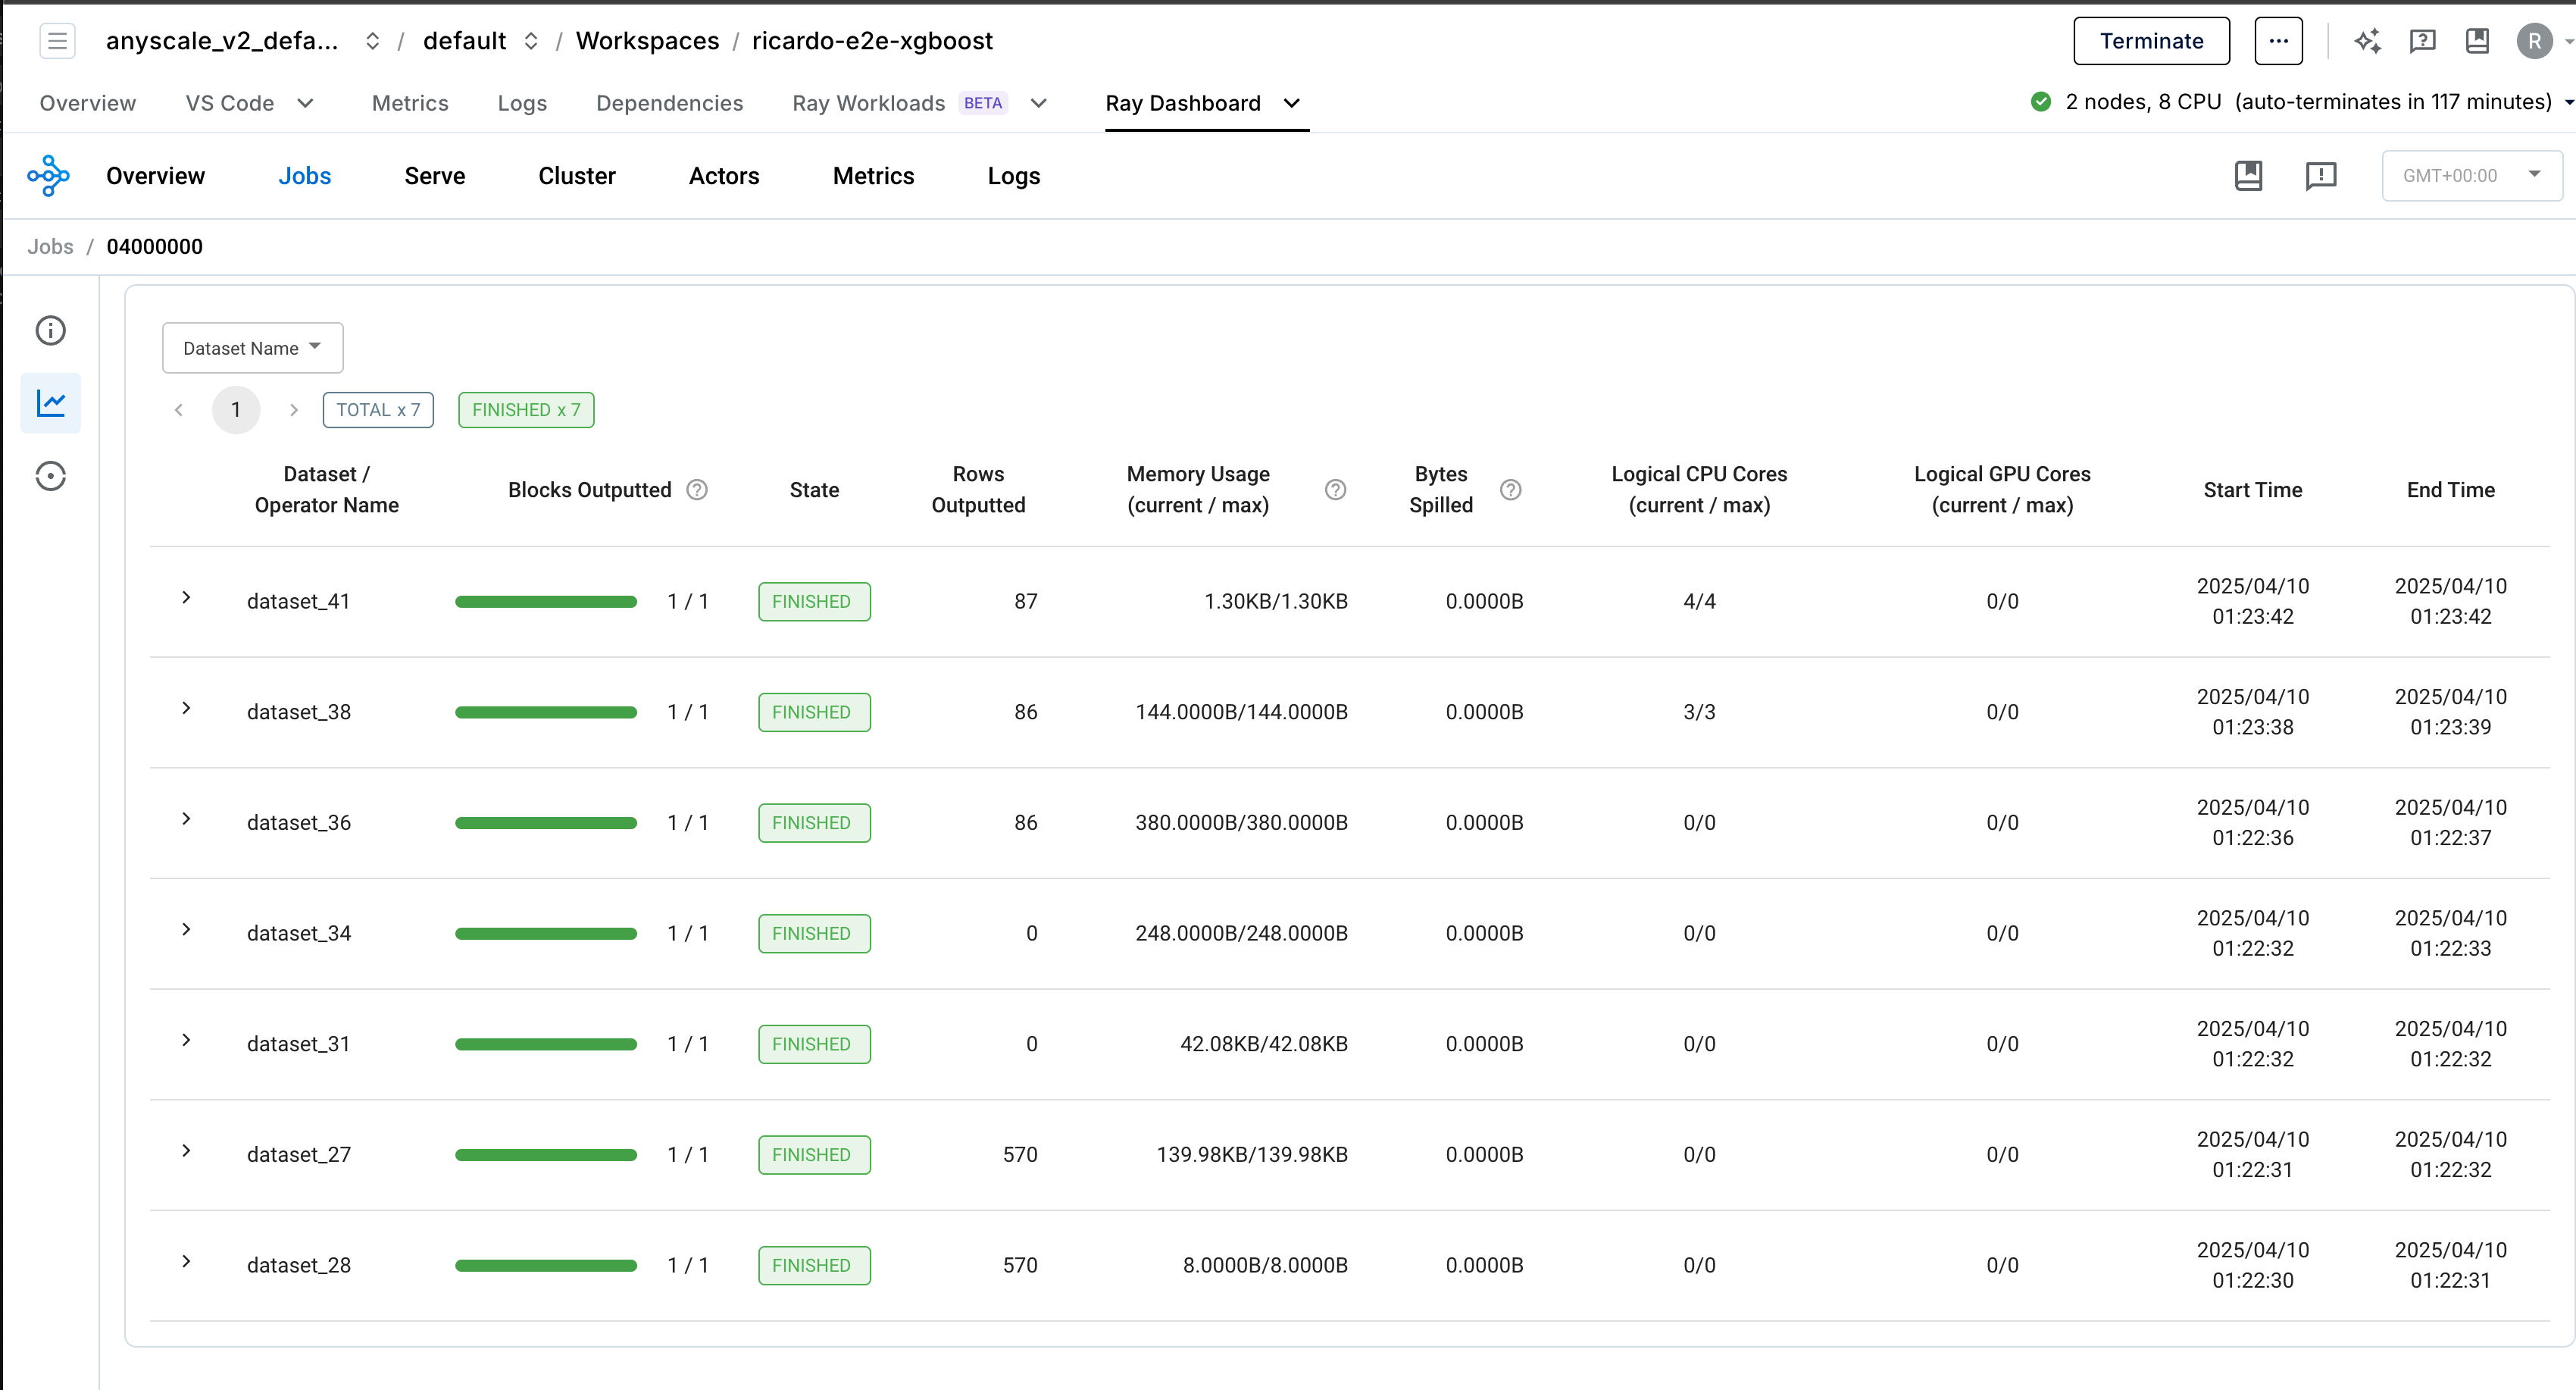 anyscale_v2_defa... / default / Workspaces / ricardo-e2e-xgboost
Terminate
...
R
Overview VS Code Metrics Logs Dependencies Ray Workloads BETA Ray Dashboard
2 nodes, 8 CPU (auto-terminates in 117 minutes)
Overview Jobs Serve Cluster Actors Metrics Logs
GMT+00:00
Jobs / 04000000
Dataset Name
1 TOTAL x 7 FINISHED x 7
Dataset / Operator Name Blocks Outputted ? State Rows Outputted Memory Usage (current / max) ? Bytes Spilled ? Logical CPU Cores (current / max) Logical GPU Cores (current / max) Start Time End Time
dataset_41 1 / 1 FINISHED 87 1.30KB/1.30KB 0.0000B 4/4 0/0 2025/04/10 01:23:42 2025/04/10 01:23:42
dataset_38 1 / 1 FINISHED 86 144.0000B/144.0000B 0.0000B 3/3 0/0 2025/04/10 01:23:38 2025/04/10 01:23:39
dataset_36 1 / 1 FINISHED 86 380.0000B/380.0000B 0.0000B 0/0 0/0 2025/04/10 01:22:36 2025/04/10 01:22:37
dataset_34 1 / 1 FINISHED 0 248.0000B/248.0000B 0.0000B 0/0 0/0 2025/04/10 01:22:32 2025/04/10 01:22:33
dataset_31 1 / 1 FINISHED 0 42.08KB/42.08KB 0.0000B 0/0 0/0 2025/04/10 01:22:32 2025/04/10 01:22:32
dataset_27 1 / 1 FINISHED 570 139.98KB/139.98KB 0.0000B 0/0 0/0 2025/04/10 01:22:31 2025/04/10 01:22:32
dataset_28 1 / 1 FINISHED 570 8.0000B/8.0000B 0.0000B 0/0 0/0 2025/04/10 01:22:30 2025/04/10 01:22:31